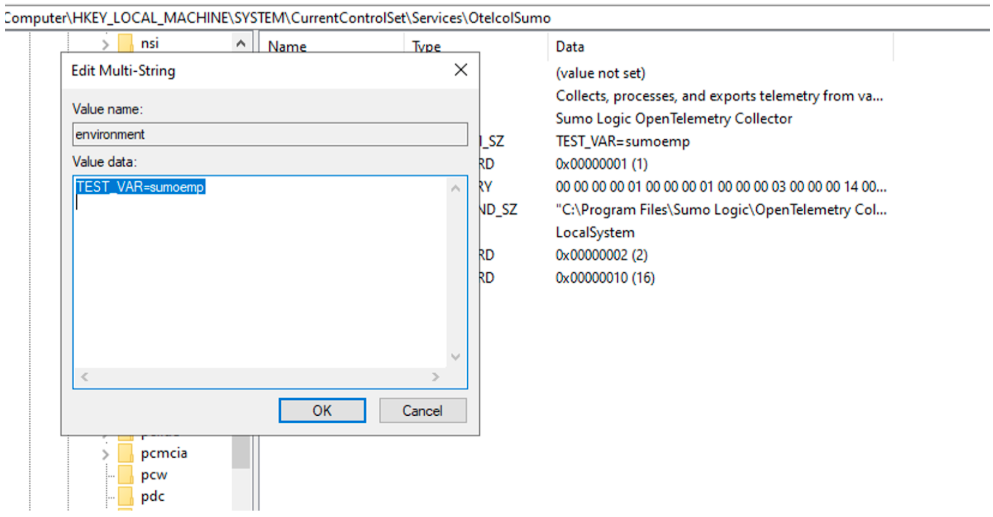 Computer\HKEY_LOCAL_MACHINE\SYSTEM\CurrentControlSet\Services\OtelcolSumo
nsi
Name Type Data
Edit Multi-String
(value not set)
Collects, processes, and exports telemetry from va...
Value name:
Sumo Logic OpenTelemetry Collector
environment
I_SZ TEST_VAR=sumoemp
Value data:
RD 0x00000001 (1)
TEST_VAR=sumoemp
RY 00 00 00 00 01 00 00 00 01 00 00 00 03 00 00 00 14 00...
ND_SZ "C:\Program Files\Sumo Logic\OpenTelemetry Col...
LocalSystem
RD 0x00000002 (2)
RD 0x00000010 (16)
OK Cancel
pcmcia
pcw
pdc